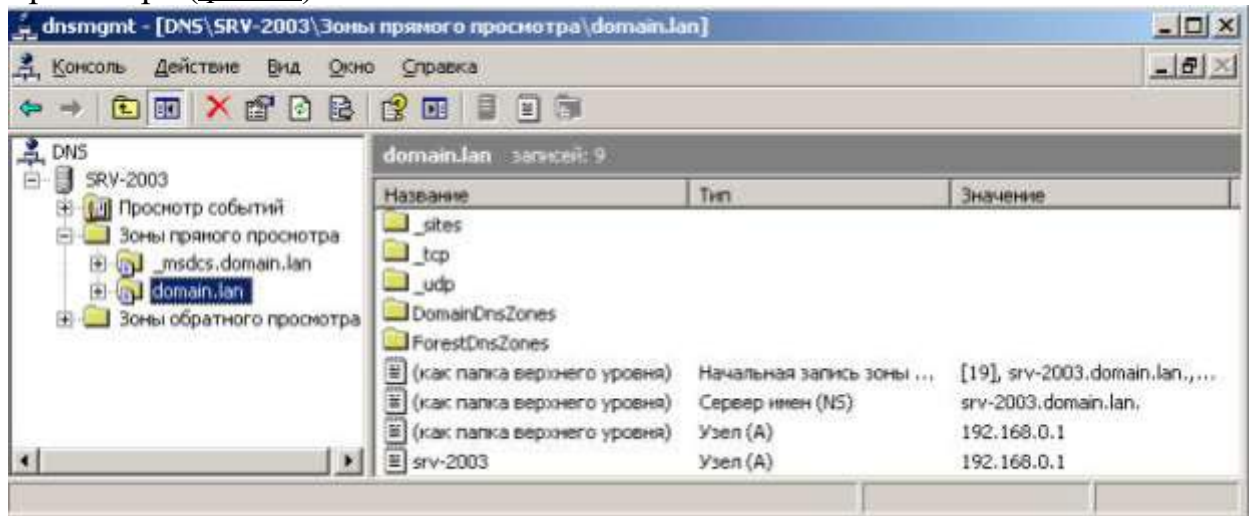 dnsmgmt - [DNS\SRV-2003\Зоны прямого просмотра\domain.lan]
Консоль Действие Вид Окно Справка
DNS
SRV-2003
Просмотр событий
Зоны прямого просмотра
_msdcs.domain.lan
domain.lan
Зоны обратного просмотра
domain.lan записей: 9
Название Тип Значение
_sites
_tcp
_udp
DomainDnsZones
ForestDnsZones
(как папка верхнего уровня) Начальная запись зоны ... [19], srv-2003.domain.lan.,...
(как папка верхнего уровня) Сервер имен (NS) srv-2003.domain.lan.
(как папка верхнего уровня) Узел (A) 192.168.0.1
srv-2003 Узел (A) 192.168.0.1